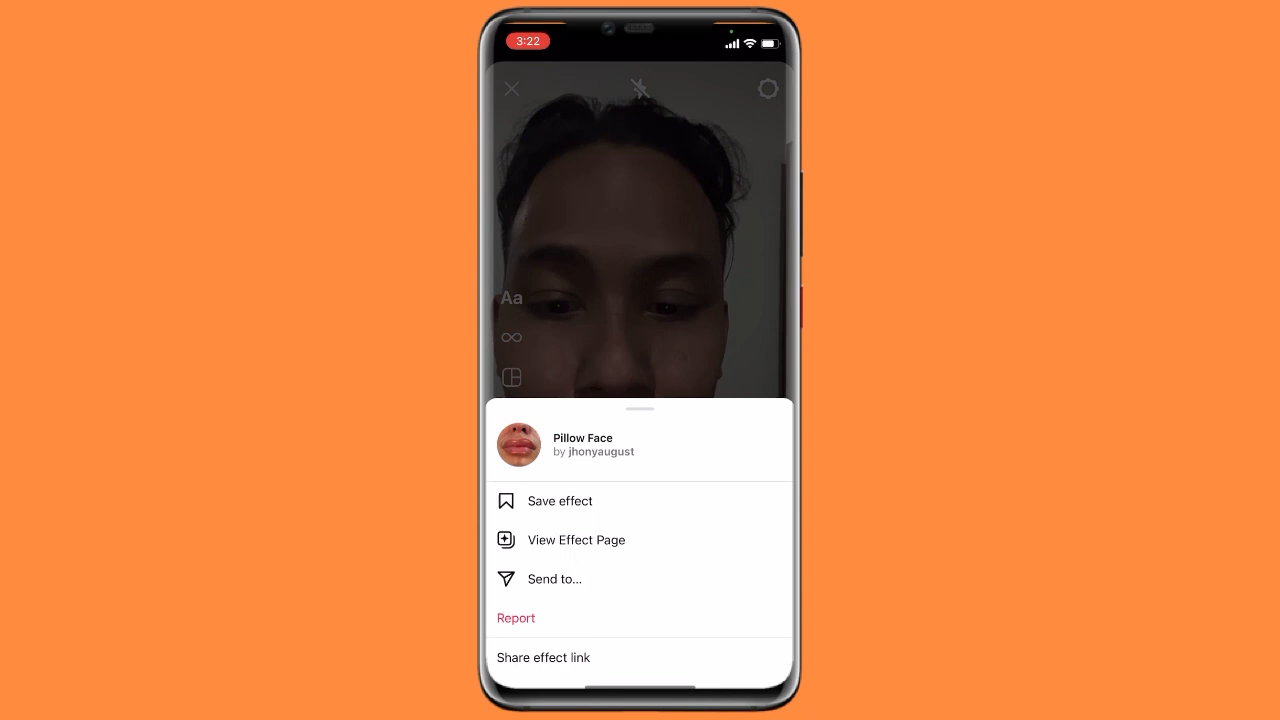 3:22
Aa
Pillow Face
by jhonyaugust
Save effect
View Effect Page
Send to...
Report
Share effect link